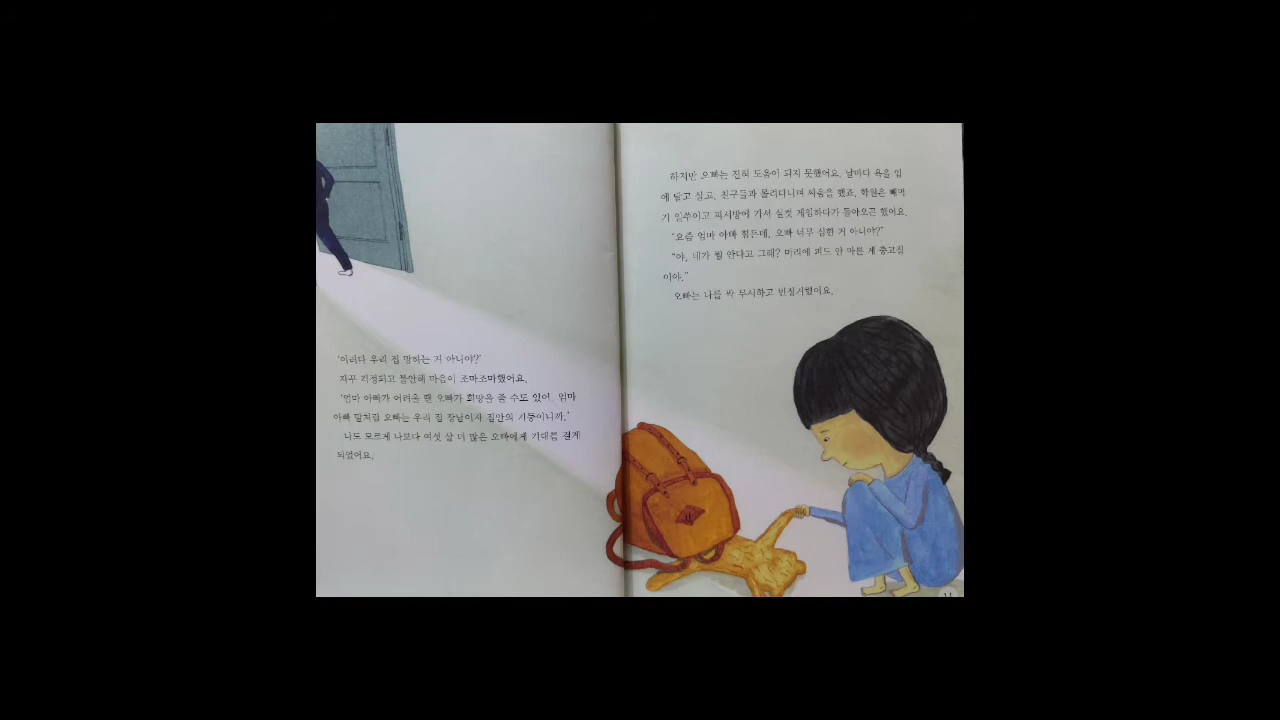 '이러다 우리 집 망하는 거 아니야?'
자꾸 걱정되고 불안해 마음이 조마조마했어요.
'엄마 아빠가 어려울 땐 오빠가 희망을 줄 수도 있어. 엄마
아빠 말처럼 오빠는 우리 집 장남이자 집안의 기둥이니까.'
나도 모르게 나보다 여섯 살 더 많은 오빠에게 기대를 걸게
되었어요.
하지만 오빠는 전혀 도움이 되지 못했어요. 날마다 욕을 입
에 달고 살고, 친구들과 몰려다니며 싸움을 했죠. 학원은 빼먹
기 일쑤이고 피시방에 가서 실컷 게임하다가 돌아오곤 했어요.
"요즘 엄마 아빠 힘든데, 오빠 너무 심한 거 아니야?"
"야, 네가 뭘 안다고 그래? 머리에 피도 안 마른 게 충고질
이야."
오빠는 나를 싹 무시하고 빈정거렸어요.
11